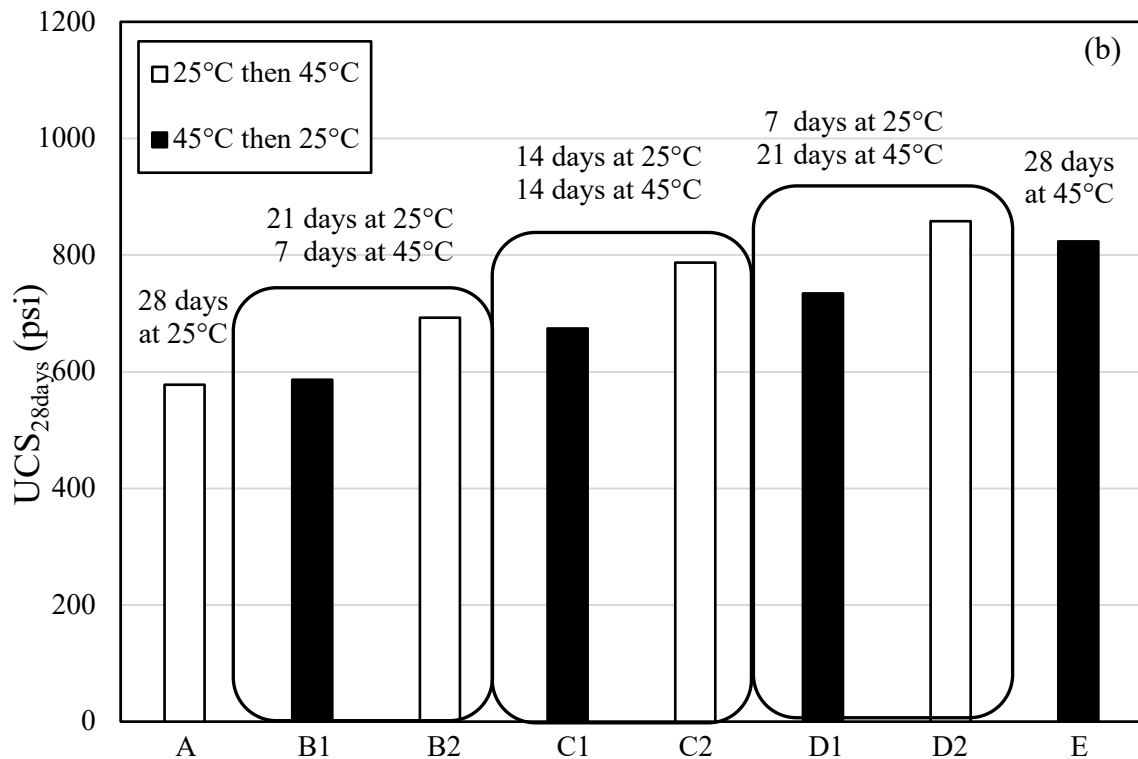 1200
1000
800
600
400
200
0
UCS28days (psi)
(b)
25°C then 45°C
45°C then 25°C
28 days
at 25°C
21 days at 25°C
7 days at 45°C
14 days at 25°C
14 days at 45°C
7 days at 25°C
21 days at 45°C
28 days
at 45°C
A B1 B2 C1 C2 D1 D2 E